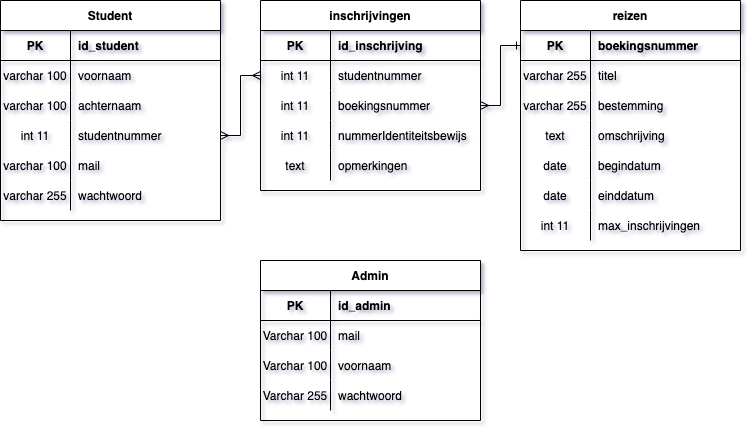 Student
PK id_student
varchar 100 voornaam
varchar 100 achternaam
int 11 studentnummer
varchar 100 mail
varchar 255 wachtwoord
inschrijvingen
PK id_inschrijving
int 11 studentnummer
int 11 boekingsnummer
int 11 nummerIdentiteitsbewijs
text opmerkingen
reizen
PK boekingsnummer
varchar 255 titel
varchar 255 bestemming
text omschrijving
date begindatum
date einddatum
int 11 max_inschrijvingen
Admin
PK id_admin
Varchar 100 mail
Varchar 100 voornaam
Varchar 255 wachtwoord